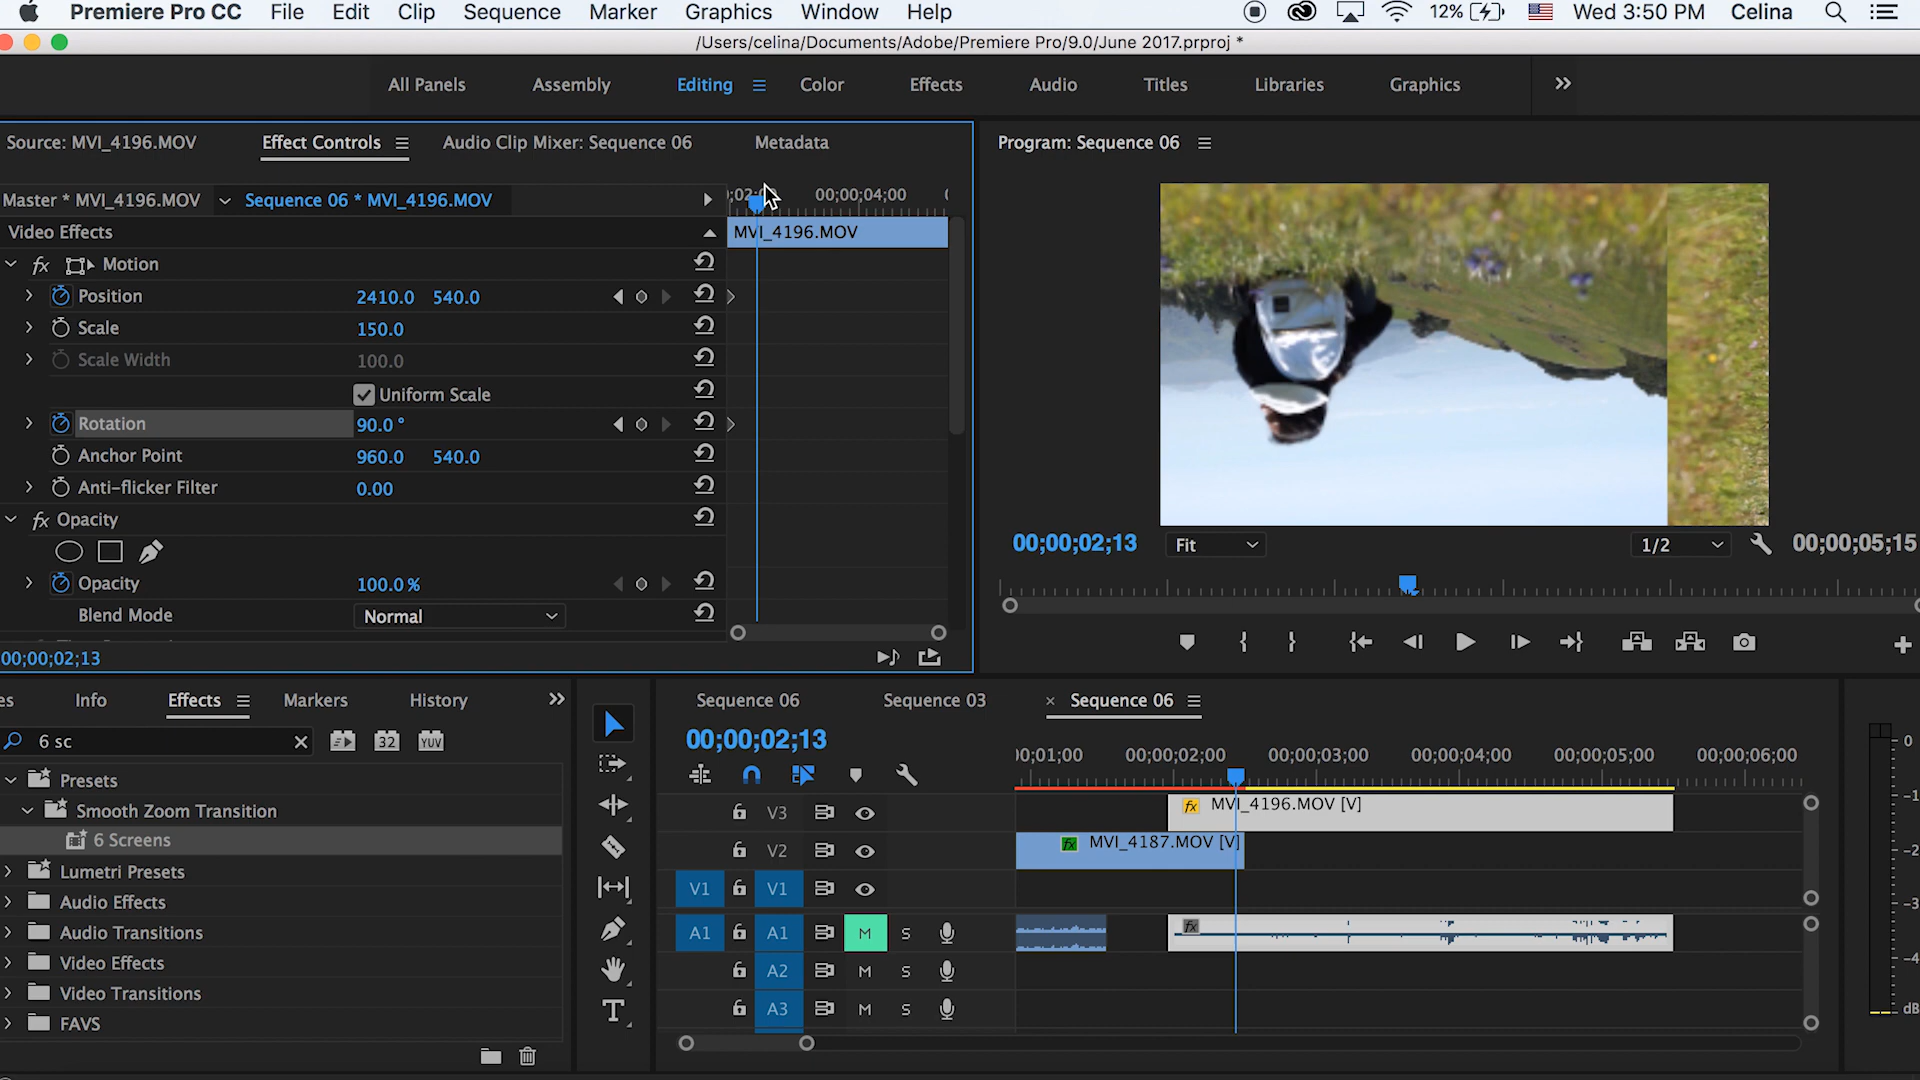 Premiere Pro CC File Edit Clip Sequence Marker Graphics Window Help 12% Wed 3:50 PM Celina
/Users/celina/Documents/Adobe/Premiere Pro/9.0/June 2017.prproj *
All Panels Assembly Editing Color Effects Audio Titles Libraries Graphics
Source: MVI_4196.MOV Effect Controls Audio Clip Mixer: Sequence 06 Metadata
Program: Sequence 06
Master * MVI_4196.MOV Sequence 06 * MVI_4196.MOV
00;00;04;00
Video Effects
MVI_4196.MOV
fx Motion
Position 2410.0 540.0
Scale 150.0
Scale Width 100.0
Uniform Scale
Rotation 90.0 °
Anchor Point 960.0 540.0
Anti-flicker Filter 0.00
fx Opacity
Opacity 100.0 %
Blend Mode Normal
00;00;02;13
00;00;02;13 Fit 1/2 00;00;05;15
Info Effects Markers History
6 sc 32 YUV
Presets
Smooth Zoom Transition
6 Screens
Lumetri Presets
Audio Effects
Audio Transitions
Video Effects
Video Transitions
FAVS
Sequence 06 Sequence 03 × Sequence 06
00;00;02;13
00;00;02;00 00;00;03;00 00;00;04;00 00;00;05;00 00;00;06;00
V3 fx MVI_4196.MOV [V]
V2 fx MVI_4187.MOV [V]
V1 V1
A1 A1 M S fx
A2 M S
A3 M S
0
dB